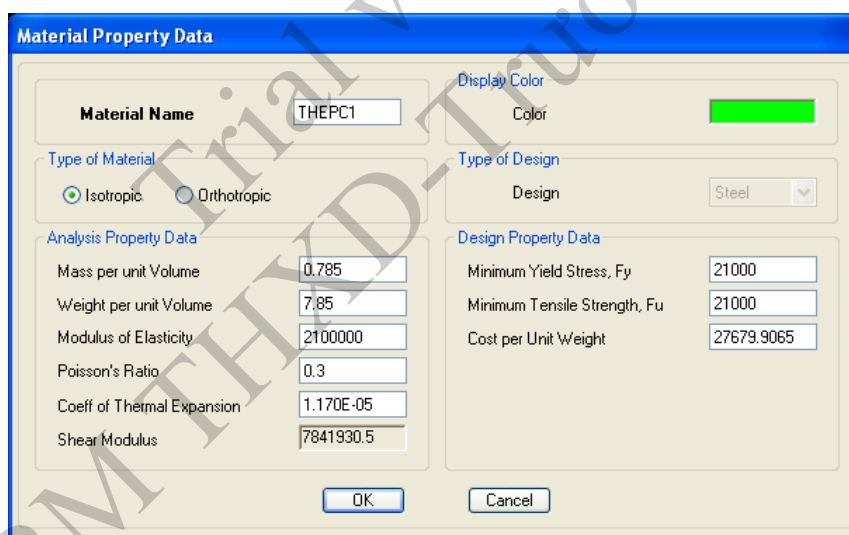 Material Property Data
Material Name THEPC1
Display Color
Color
Type of Material
Isotropic Orthotropic
Type of Design
Design Steel
Analysis Property Data
Mass per unit Volume 0.785
Weight per unit Volume 7.85
Modulus of Elasticity 2100000
Poisson's Ratio 0.3
Coeff of Thermal Expansion 1.170E-05
Shear Modulus 7841930.5
Design Property Data
Minimum Yield Stress, Fy 21000
Minimum Tensile Strength, Fu 21000
Cost per Unit Weight 27679.9065
OK Cancel
Trial
THXD-Trườ